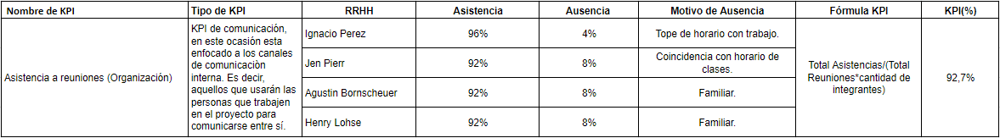 Nombre de KPI Tipo de KPI RRHH Asistencia Ausencia Motivo de Ausencia Fórmula KPI KPI(%)
Asistencia a reuniones (Organización)
KPI de comunicación,
en este ocasión esta
enfocado a los canales
de comunicaciòn
interna. Es decir,
aquellos que usarán las
personas que trabajen
en el proyecto para
comunicarse entre sí.
Ignacio Perez 96% 4% Tope de horario con trabajo.
Jen Pierr 92% 8% Coincidencia con horario de
clases.
Agustin Bornscheuer 92% 8% Familiar.
Henry Lohse 92% 8% Familiar.
Total Asistencias/(Total
Reuniones*cantidad de
integrantes)
92,7%